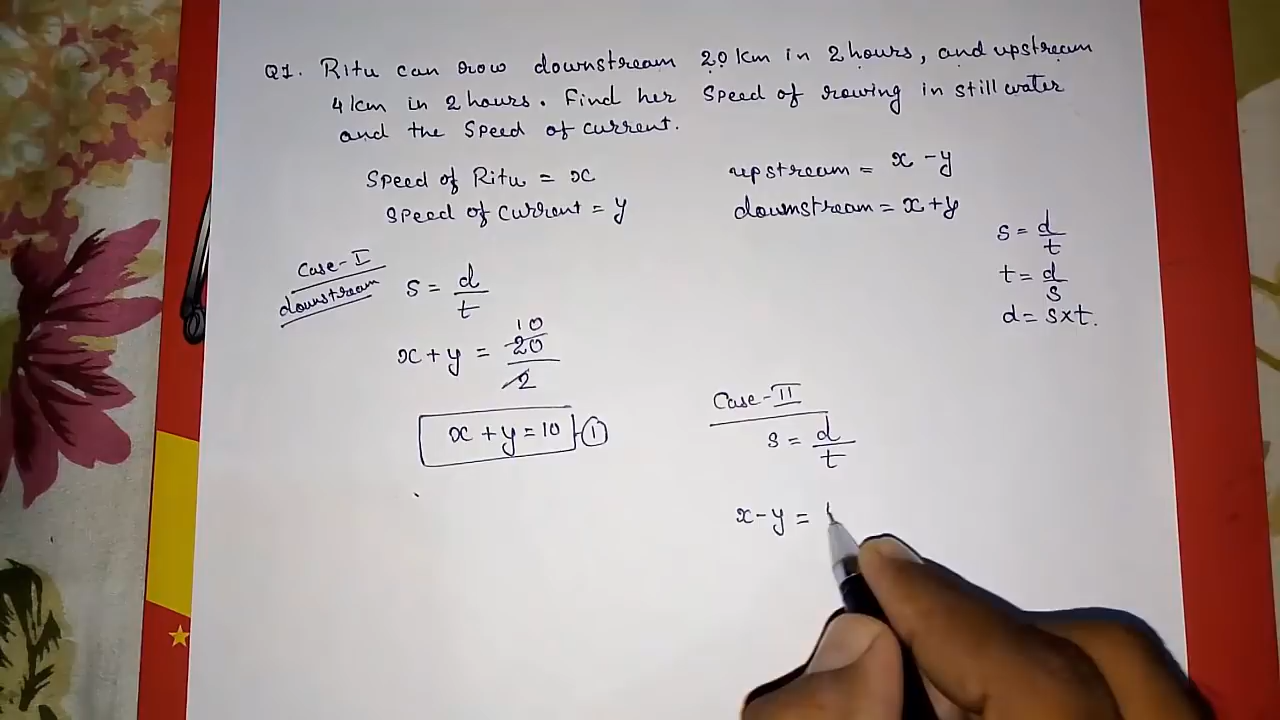 Q1. Ritu can row downstream 20 km in 2 hours, and upstream
4 km in 2 hours. Find her speed of rowing in still water
and the speed of current.
Speed of Ritu = x
Speed of current = y
upstream = x - y
downstream = x + y
s = d/t
t = d/s
d = s x t.
Case - I
downstream
s = d/t
x + y = 20/2
10
x + y = 10 - 1
Case - II
s = d/t
x - y =